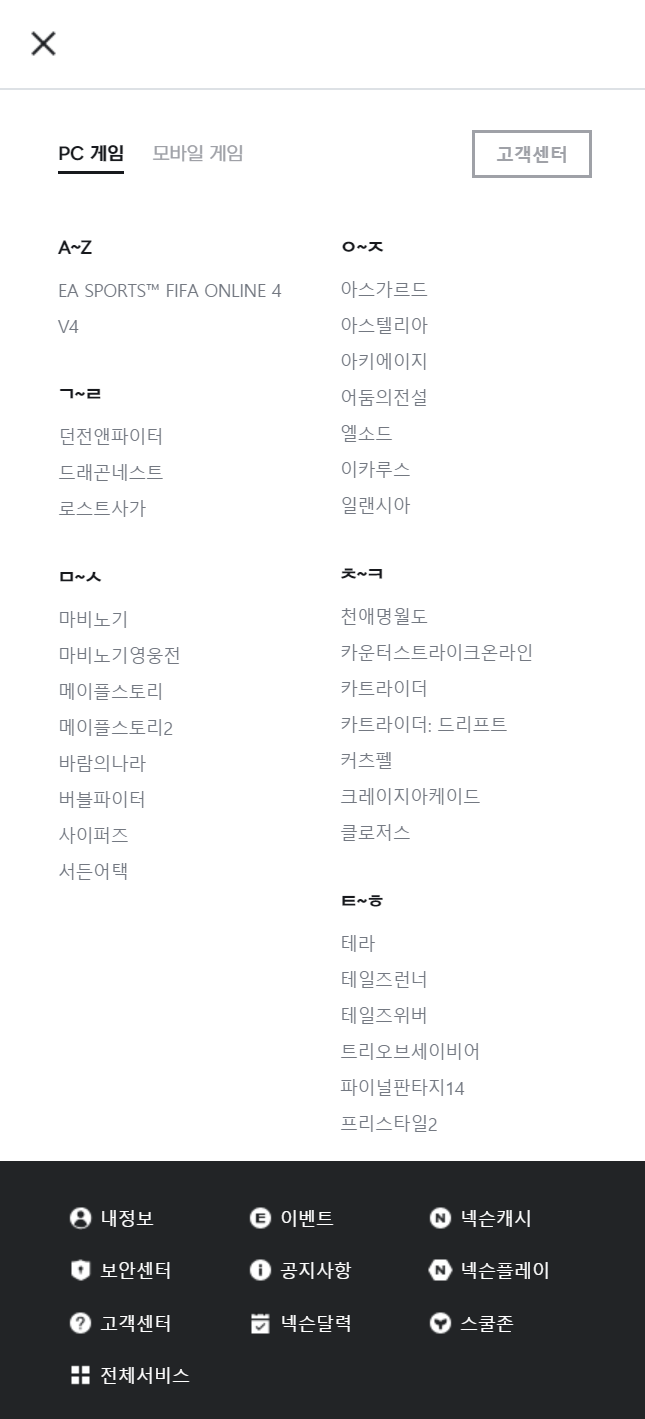 PC 게임 모바일 게임 고객센터
A~Z
EA SPORTS™ FIFA ONLINE 4
V4
ㄱ~ㄹ
던전앤파이터
드래곤네스트
로스트사가
ㅁ~ㅅ
마비노기
마비노기영웅전
메이플스토리
메이플스토리2
바람의나라
버블파이터
사이퍼즈
서든어택
ㅇ~ㅈ
아스가르드
아스텔리아
아키에이지
어둠의전설
엘소드
이카루스
일랜시아
ㅊ~ㅋ
천애명월도
카운터스트라이크온라인
카트라이더
카트라이더: 드리프트
커츠펠
크레이지아케이드
클로저스
ㅌ~ㅎ
테라
테일즈런너
테일즈위버
트리오브세이비어
파이널판타지14
프리스타일2
내정보 이벤트 넥슨캐시
보안센터 공지사항 넥슨플레이
고객센터 넥슨달력 스쿨존
전체서비스